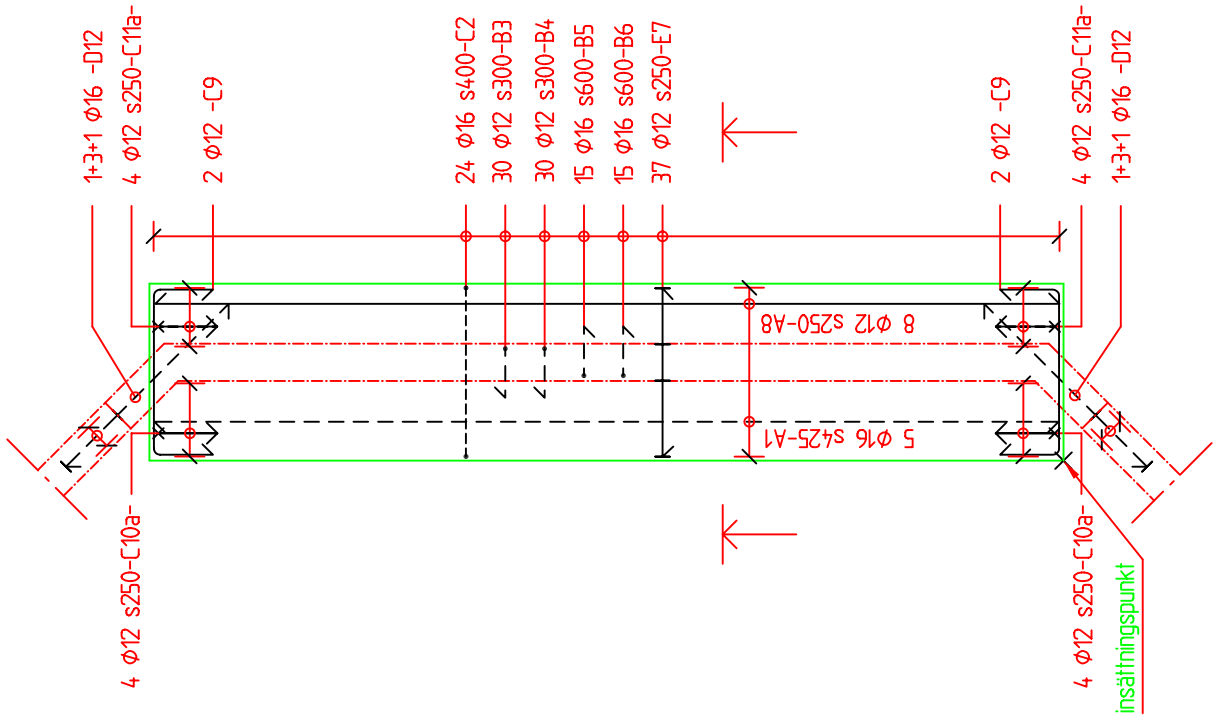 1+3+1 ϕ16 -D12
4 ϕ12 s250-C11a-
2 ϕ12 -C9
24 ϕ16 s400-C2
30 ϕ12 s300-B3
30 ϕ12 s300-B4
15 ϕ16 s600-B5
15 ϕ16 s600-B6
37 ϕ12 s250-E7
2 ϕ12 -C9
4 ϕ12 s250-C11a-
1+3+1 ϕ16 -D12
8 ϕ12 s250-A8
5 ϕ16 s425-A1
4 ϕ12 s250-C10a-
4 ϕ12 s250-C10a-
insättningspunkt